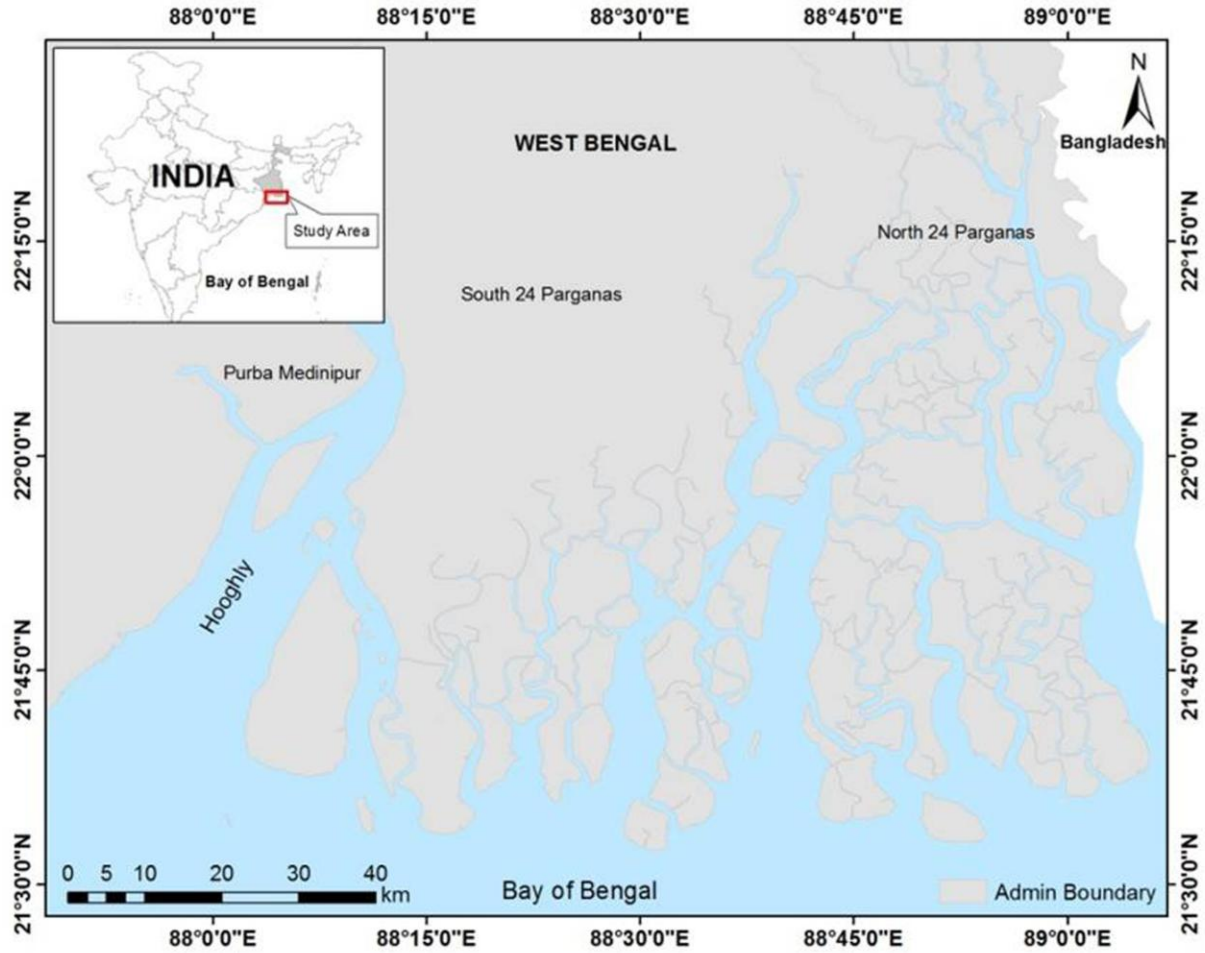 88°0'0"E 88°15'0"E 88°30'0"E 88°45'0"E 89°0'0"E
N
Bangladesh
WEST BENGAL
INDIA
Study Area
Bay of Bengal
22°15'0"N
22°15'0"N
North 24 Parganas
South 24 Parganas
Purba Medinipur
22°0'0"N
22°0'0"N
Hooghly
21°45'0"N
21°45'0"N
0 5 10 20 30 40
km
Bay of Bengal
Admin Boundary
21°30'0"N
21°30'0"N
88°0'0"E 88°15'0"E 88°30'0"E 88°45'0"E 89°0'0"E